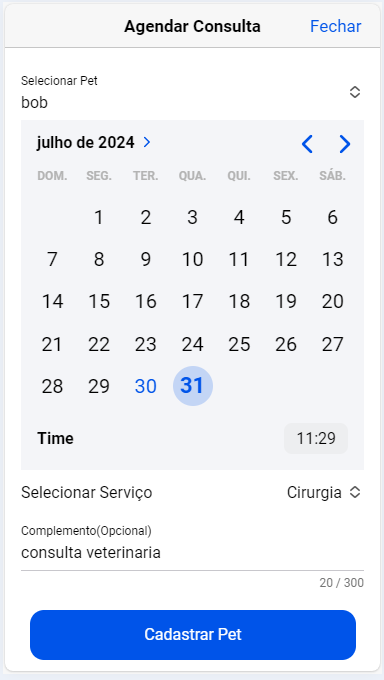 Agendar Consulta Fechar
Selecionar Pet
bob
julho de 2024
DOM. SEG. TER. QUA. QUI. SEX. SÁB.
1 2 3 4 5 6
7 8 9 10 11 12 13
14 15 16 17 18 19 20
21 22 23 24 25 26 27
28 29 30 31
Time 11:29
Selecionar Serviço Cirurgia
Complemento(Opcional)
consulta veterinaria
20 / 300
Cadastrar Pet